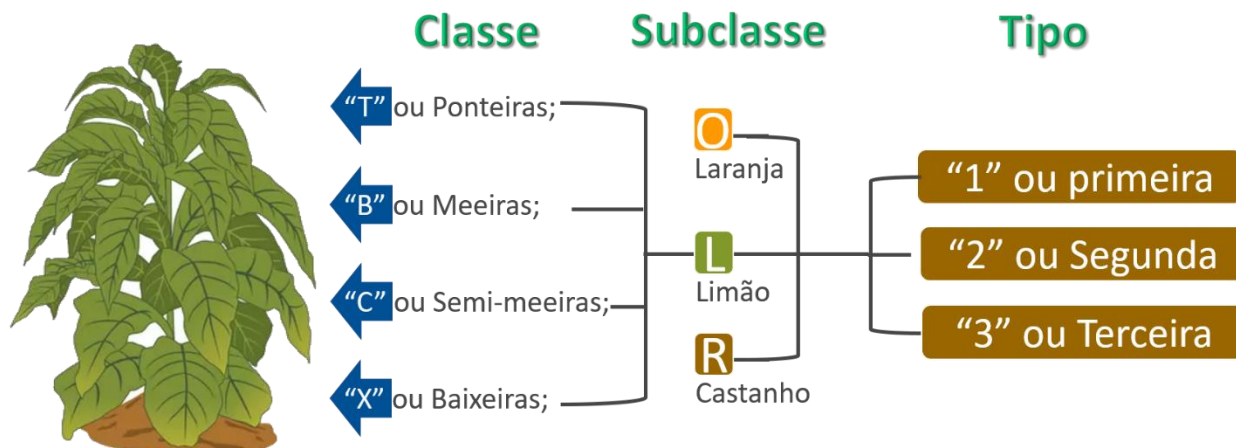 Classe
Subclasse
Tipo
“T” ou Ponteiras;
“B” ou Meeiras;
“C” ou Semi-meeiras;
“X” ou Baixeiras;
O
Laranja
L
Limão
R
Castanho
“1” ou primeira
“2” ou Segunda
“3” ou Terceira